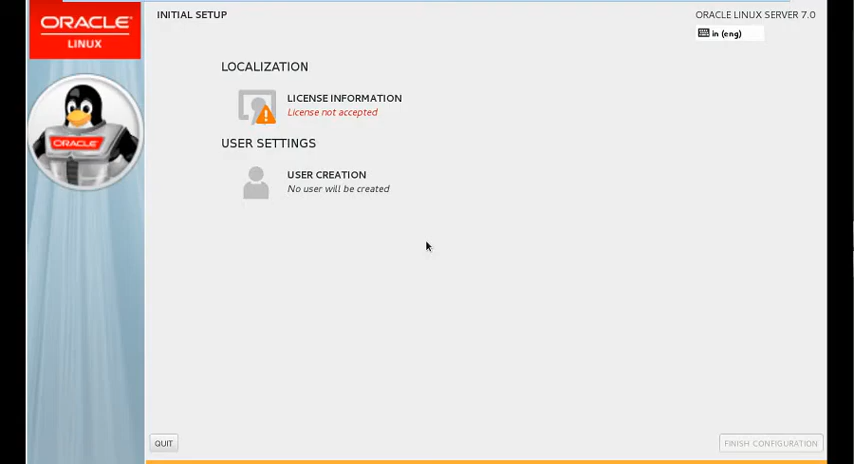 ORACLE
LINUX
INITIAL SETUP
ORACLE LINUX SERVER 7.0
in (eng)
LOCALIZATION
LICENSE INFORMATION
License not accepted
USER SETTINGS
USER CREATION
No user will be created
ORACLE
QUIT
FINISH CONFIGURATION